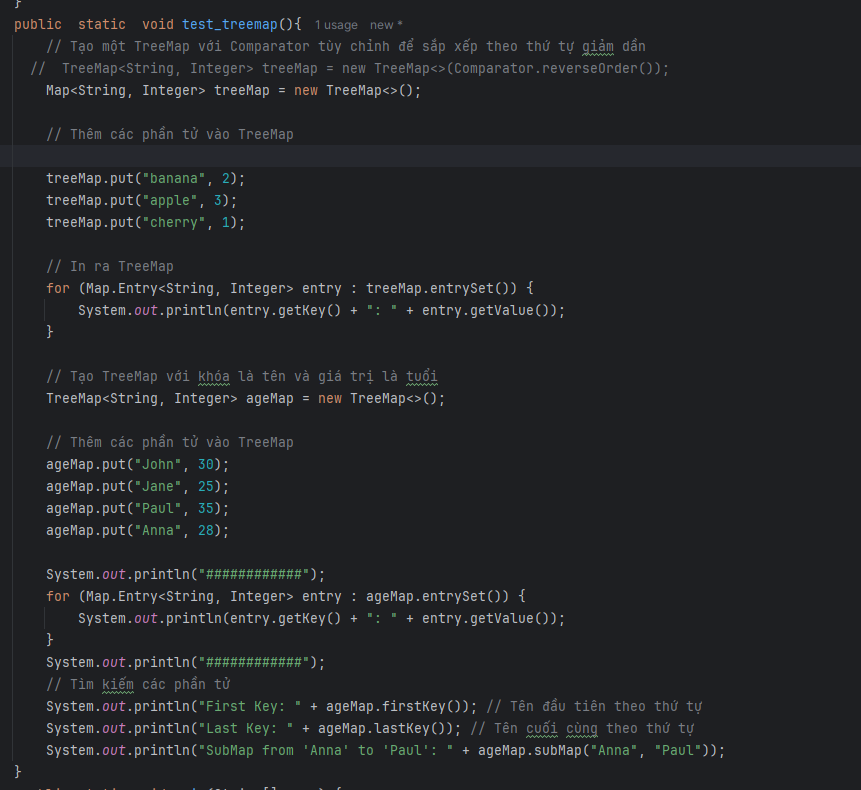 }
public  static  void test_treemap(){  1 usage  new *
    // Tạo một TreeMap với Comparator tùy chỉnh để sắp xếp theo thứ tự giảm dần
  //  TreeMap<String, Integer> treeMap = new TreeMap<>(Comparator.reverseOrder());
    Map<String, Integer> treeMap = new TreeMap<>();
    // Thêm các phần tử vào TreeMap
    treeMap.put("banana", 2);
    treeMap.put("apple", 3);
    treeMap.put("cherry", 1);
    // In ra TreeMap
    for (Map.Entry<String, Integer> entry : treeMap.entrySet()) {
        System.out.println(entry.getKey() + ": " + entry.getValue());
    }
    // Tạo TreeMap với khóa là tên và giá trị là tuổi
    TreeMap<String, Integer> ageMap = new TreeMap<>();
    // Thêm các phần tử vào TreeMap
    ageMap.put("John", 30);
    ageMap.put("Jane", 25);
    ageMap.put("Paul", 35);
    ageMap.put("Anna", 28);
    System.out.println("############");
    for (Map.Entry<String, Integer> entry : ageMap.entrySet()) {
        System.out.println(entry.getKey() + ": " + entry.getValue());
    }
    System.out.println("############");
    // Tìm kiếm các phần tử
    System.out.println("First Key: " + ageMap.firstKey()); // Tên đầu tiên theo thứ tự
    System.out.println("Last Key: " + ageMap.lastKey()); // Tên cuối cùng theo thứ tự
    System.out.println("SubMap from 'Anna' to 'Paul': " + ageMap.subMap("Anna", "Paul"));
}